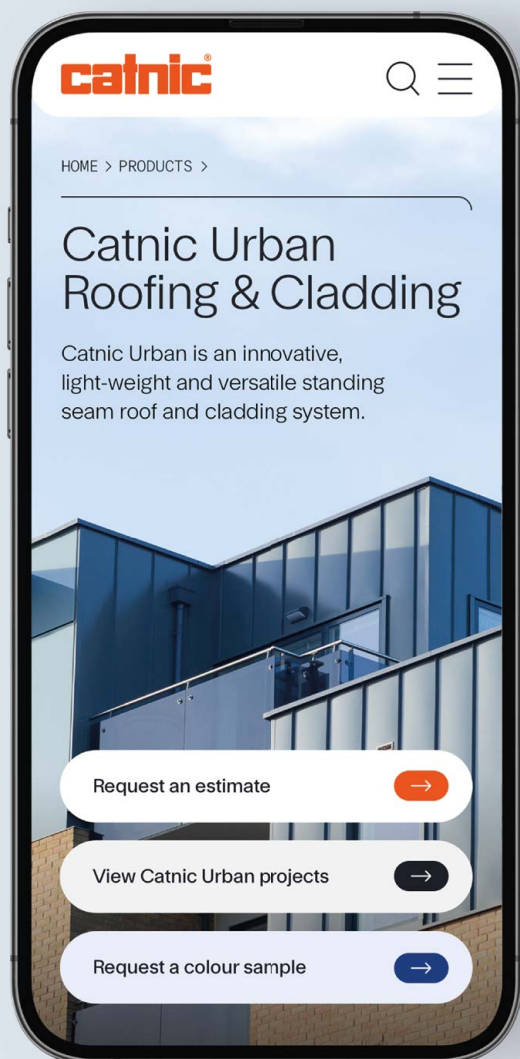 catnic®
HOME > PRODUCTS >
Catnic Urban
Roofing & Cladding
Catnic Urban is an innovative,
light-weight and versatile standing
seam roof and cladding system.
Request an estimate
View Catnic Urban projects
Request a colour sample